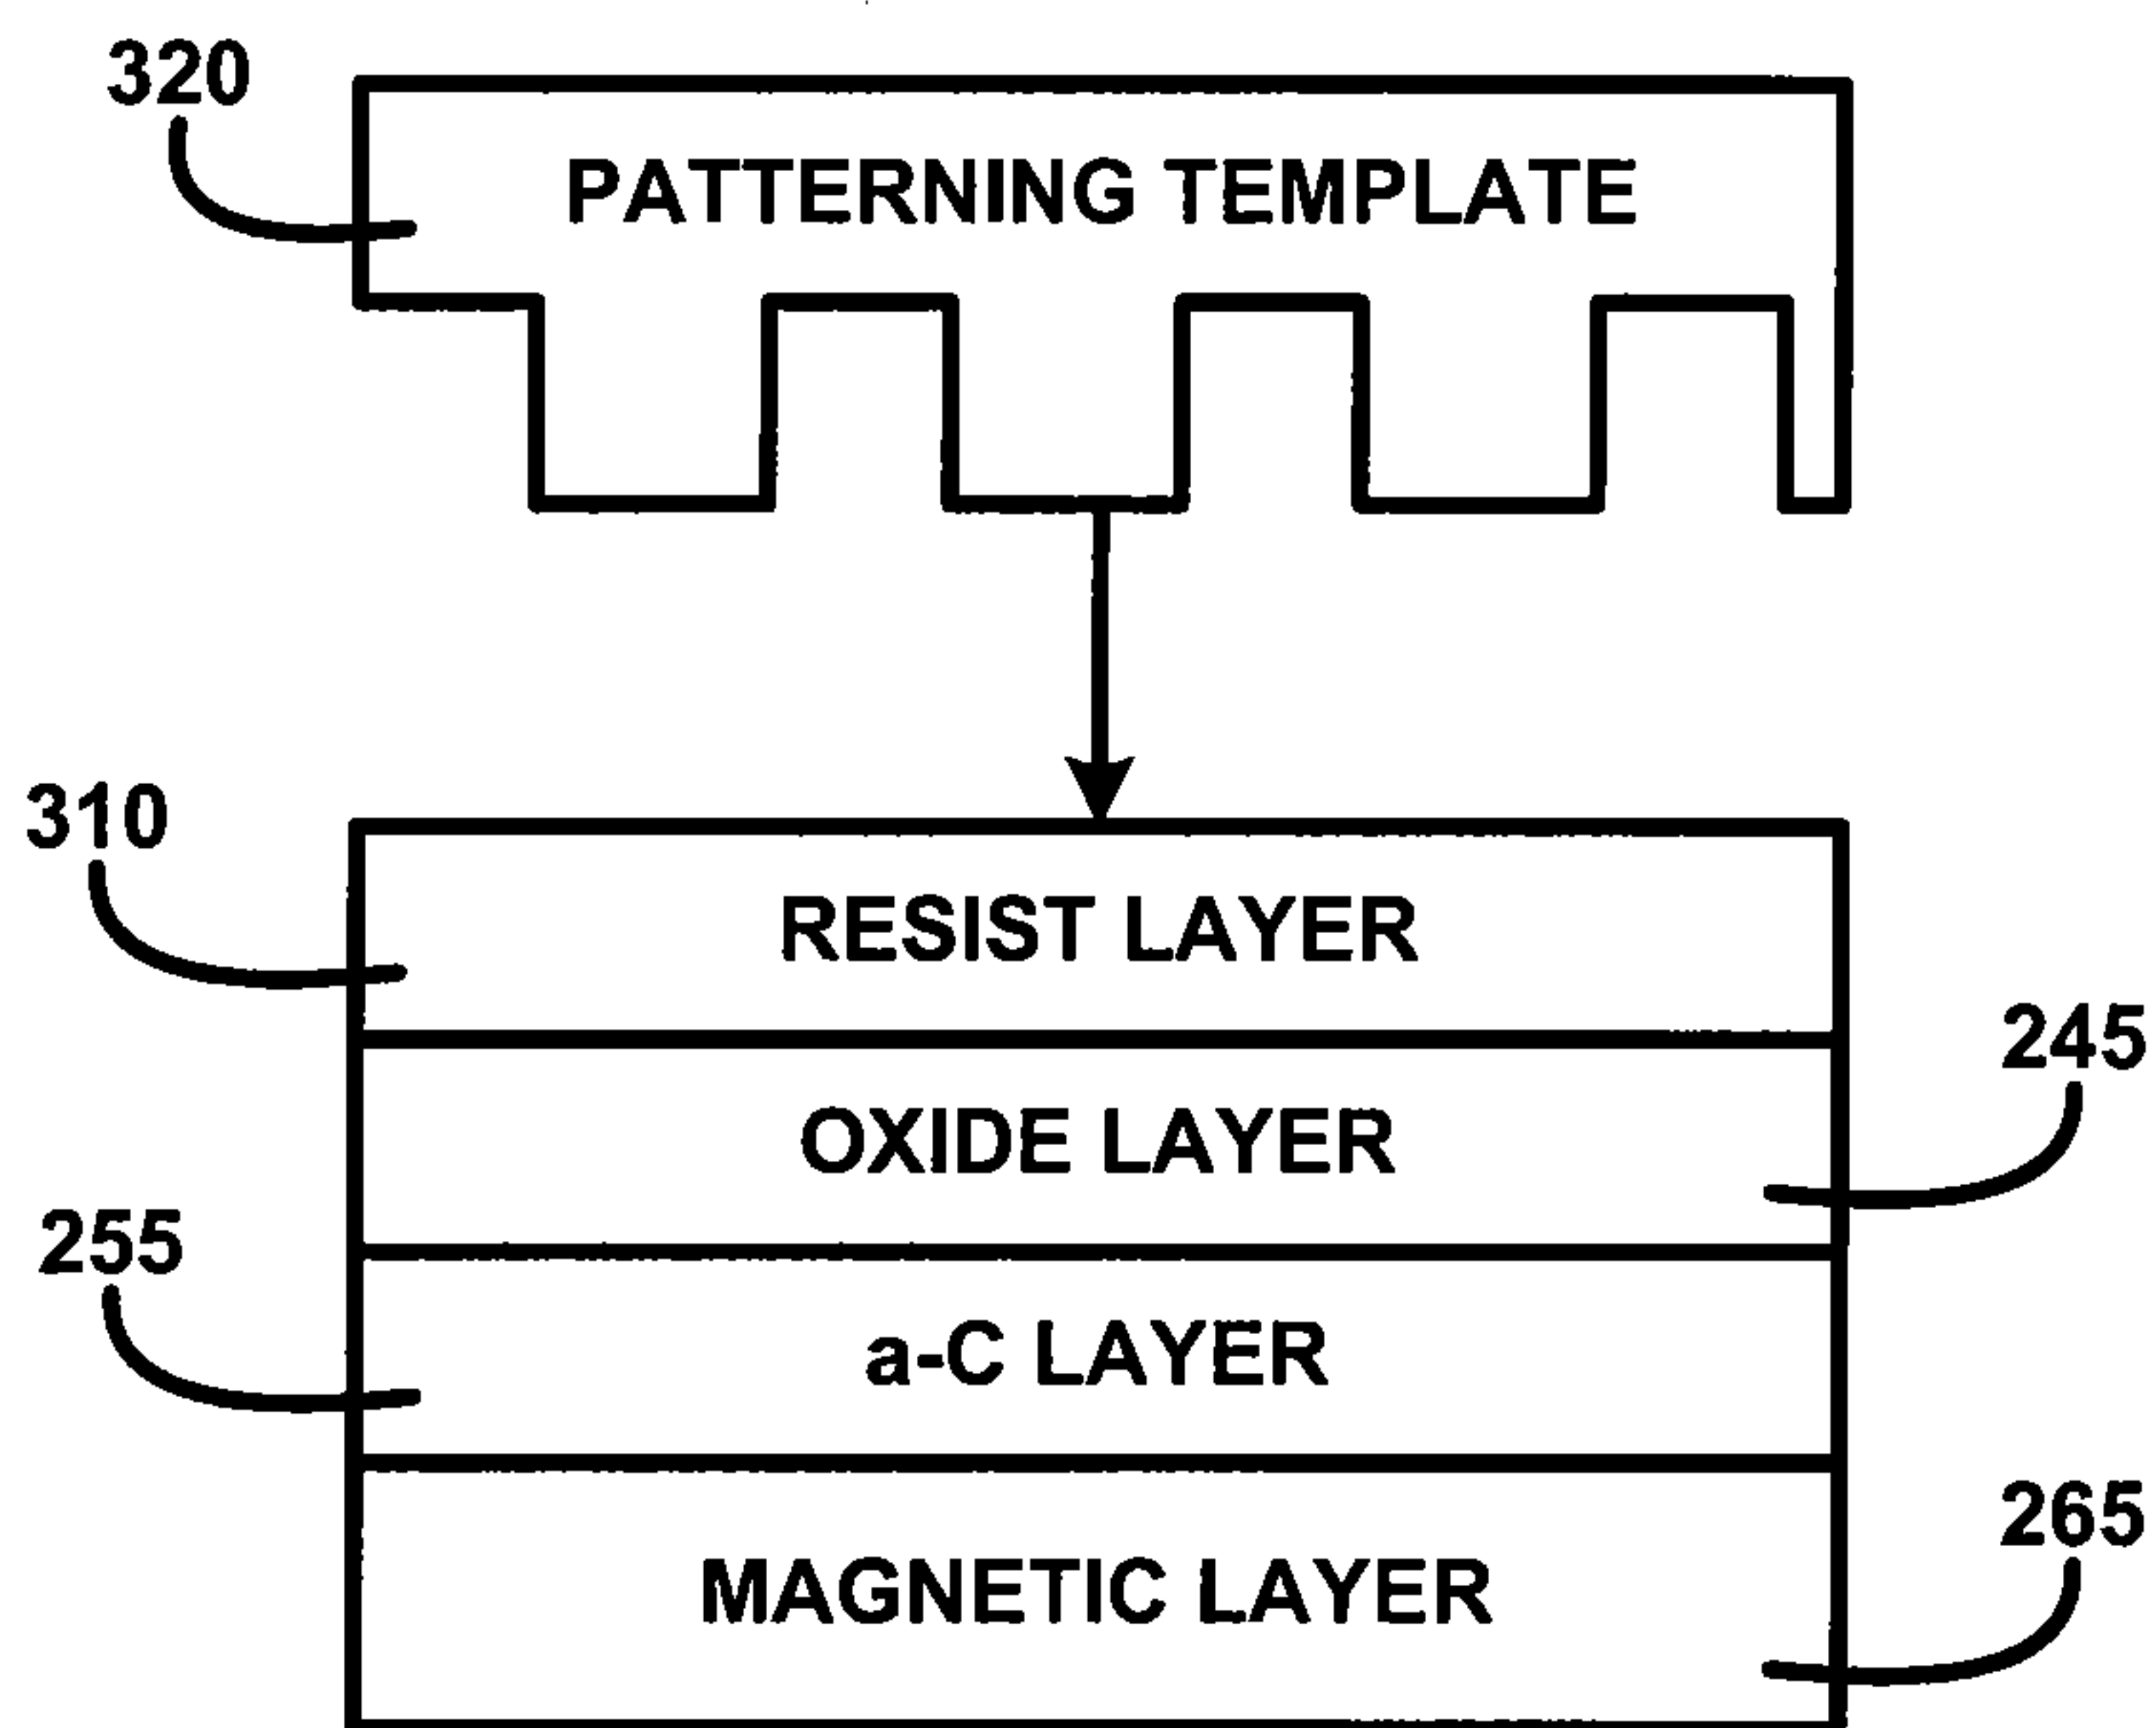 320
PATTERNING TEMPLATE
310
RESIST LAYER
245
OXIDE LAYER
255
a-C LAYER
265
MAGNETIC LAYER